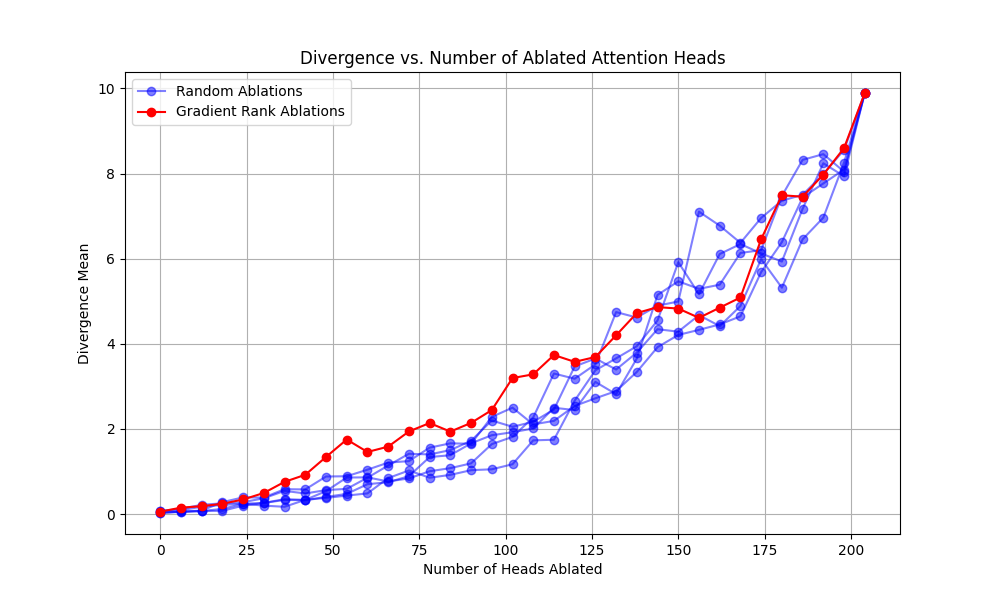 Divergence vs. Number of Ablated Attention Heads
Random Ablations
Gradient Rank Ablations
10
8
6
4
2
0
Divergence Mean
0 25 50 75 100 125 150 175 200
Number of Heads Ablated